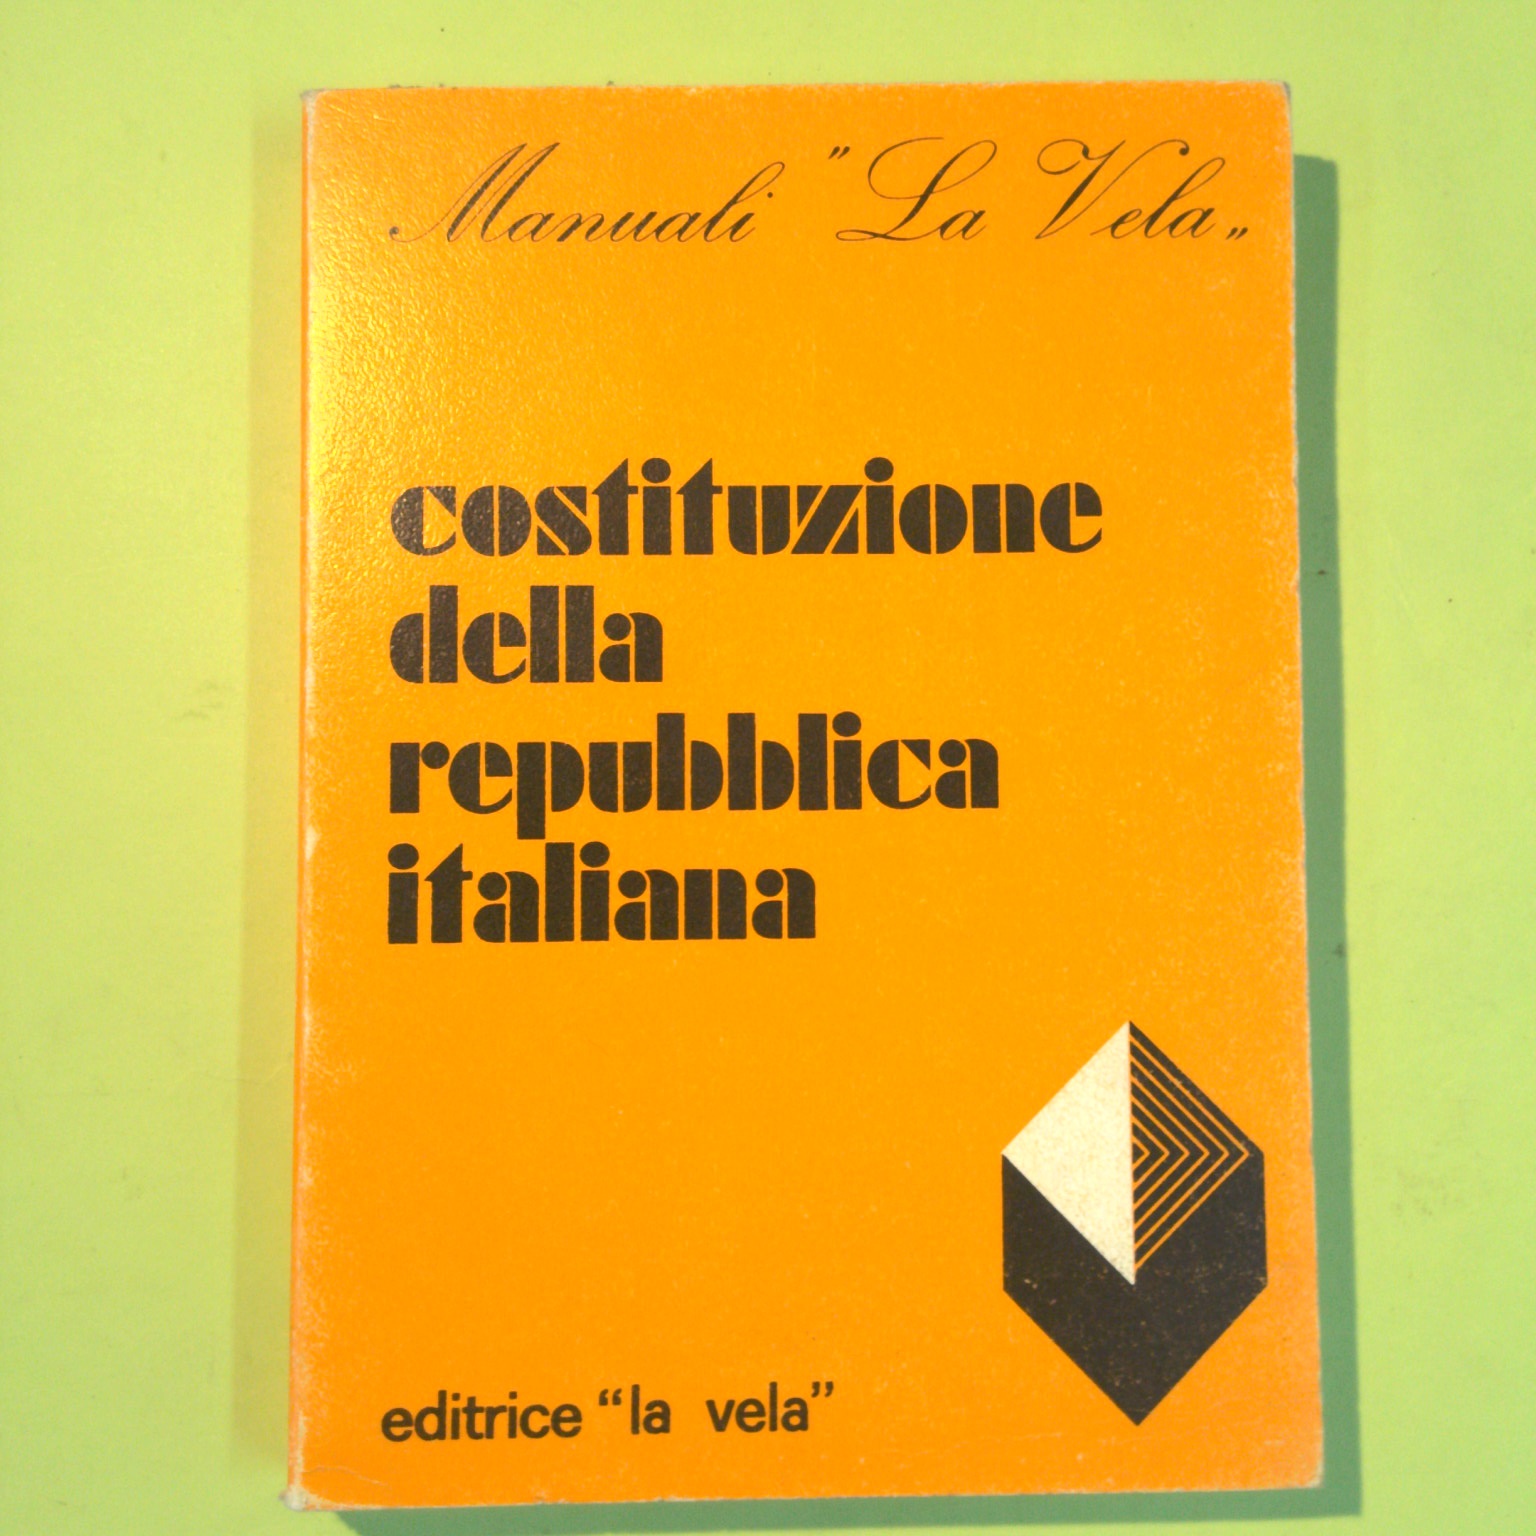 Manuali "La Vela„
costituzione
della
repubblica
italiana
editrice “la vela”